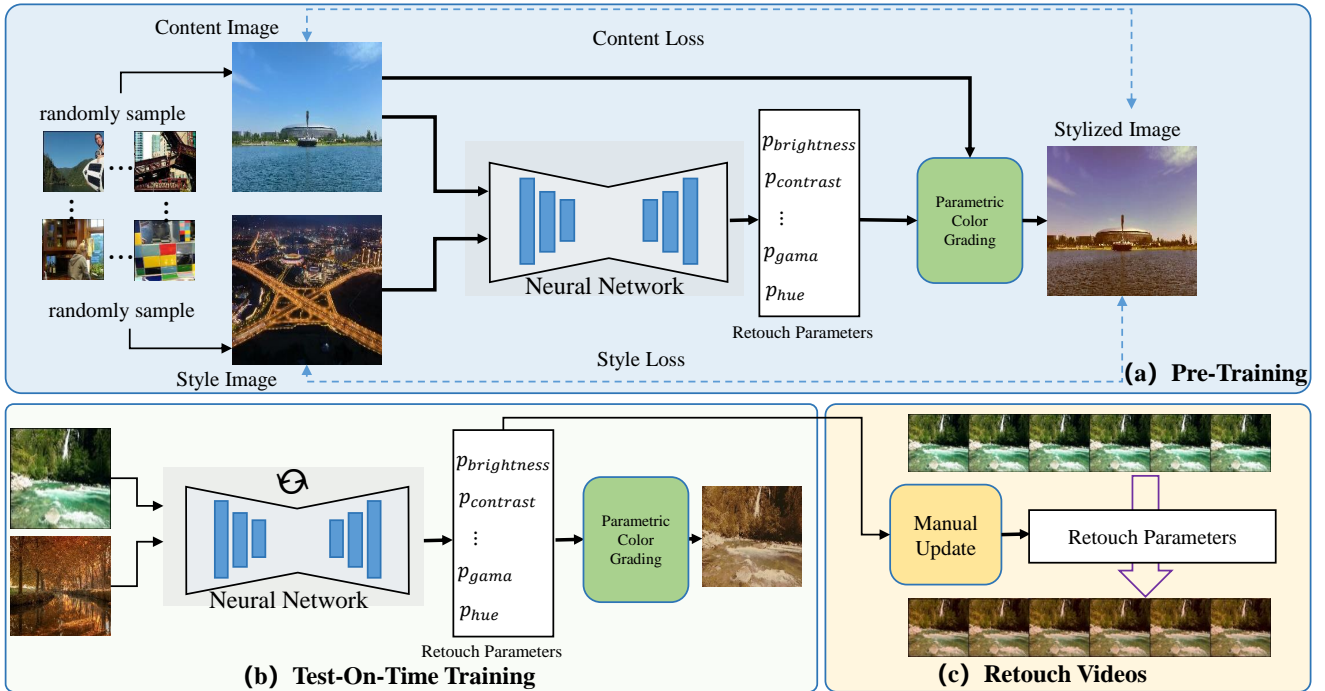 Content Image
Content Loss
randomly sample
Stylized Image
p_brightness
p_contrast
⋮
p_gama
p_hue
Parametric
Color
Grading
Neural Network
randomly sample
Retouch Parameters
Style Image
Style Loss
(a) Pre-Training
p_brightness
p_contrast
⋮
p_gama
p_hue
Parametric
Color
Grading
Neural Network
Retouch Parameters
(b) Test-On-Time Training
Manual
Update
Retouch Parameters
(c) Retouch Videos